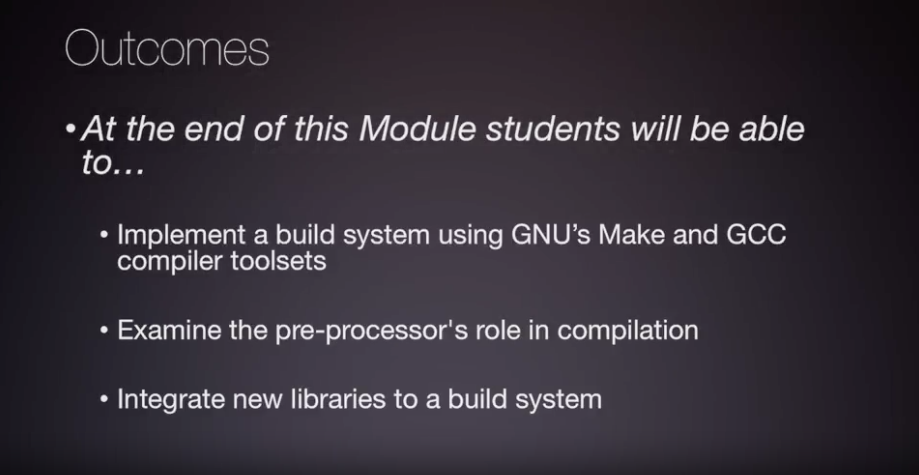 Outcomes
• At the end of this Module students will be able
to…
• Implement a build system using GNU’s Make and GCC
compiler toolsets
• Examine the pre-processor's role in compilation
• Integrate new libraries to a build system